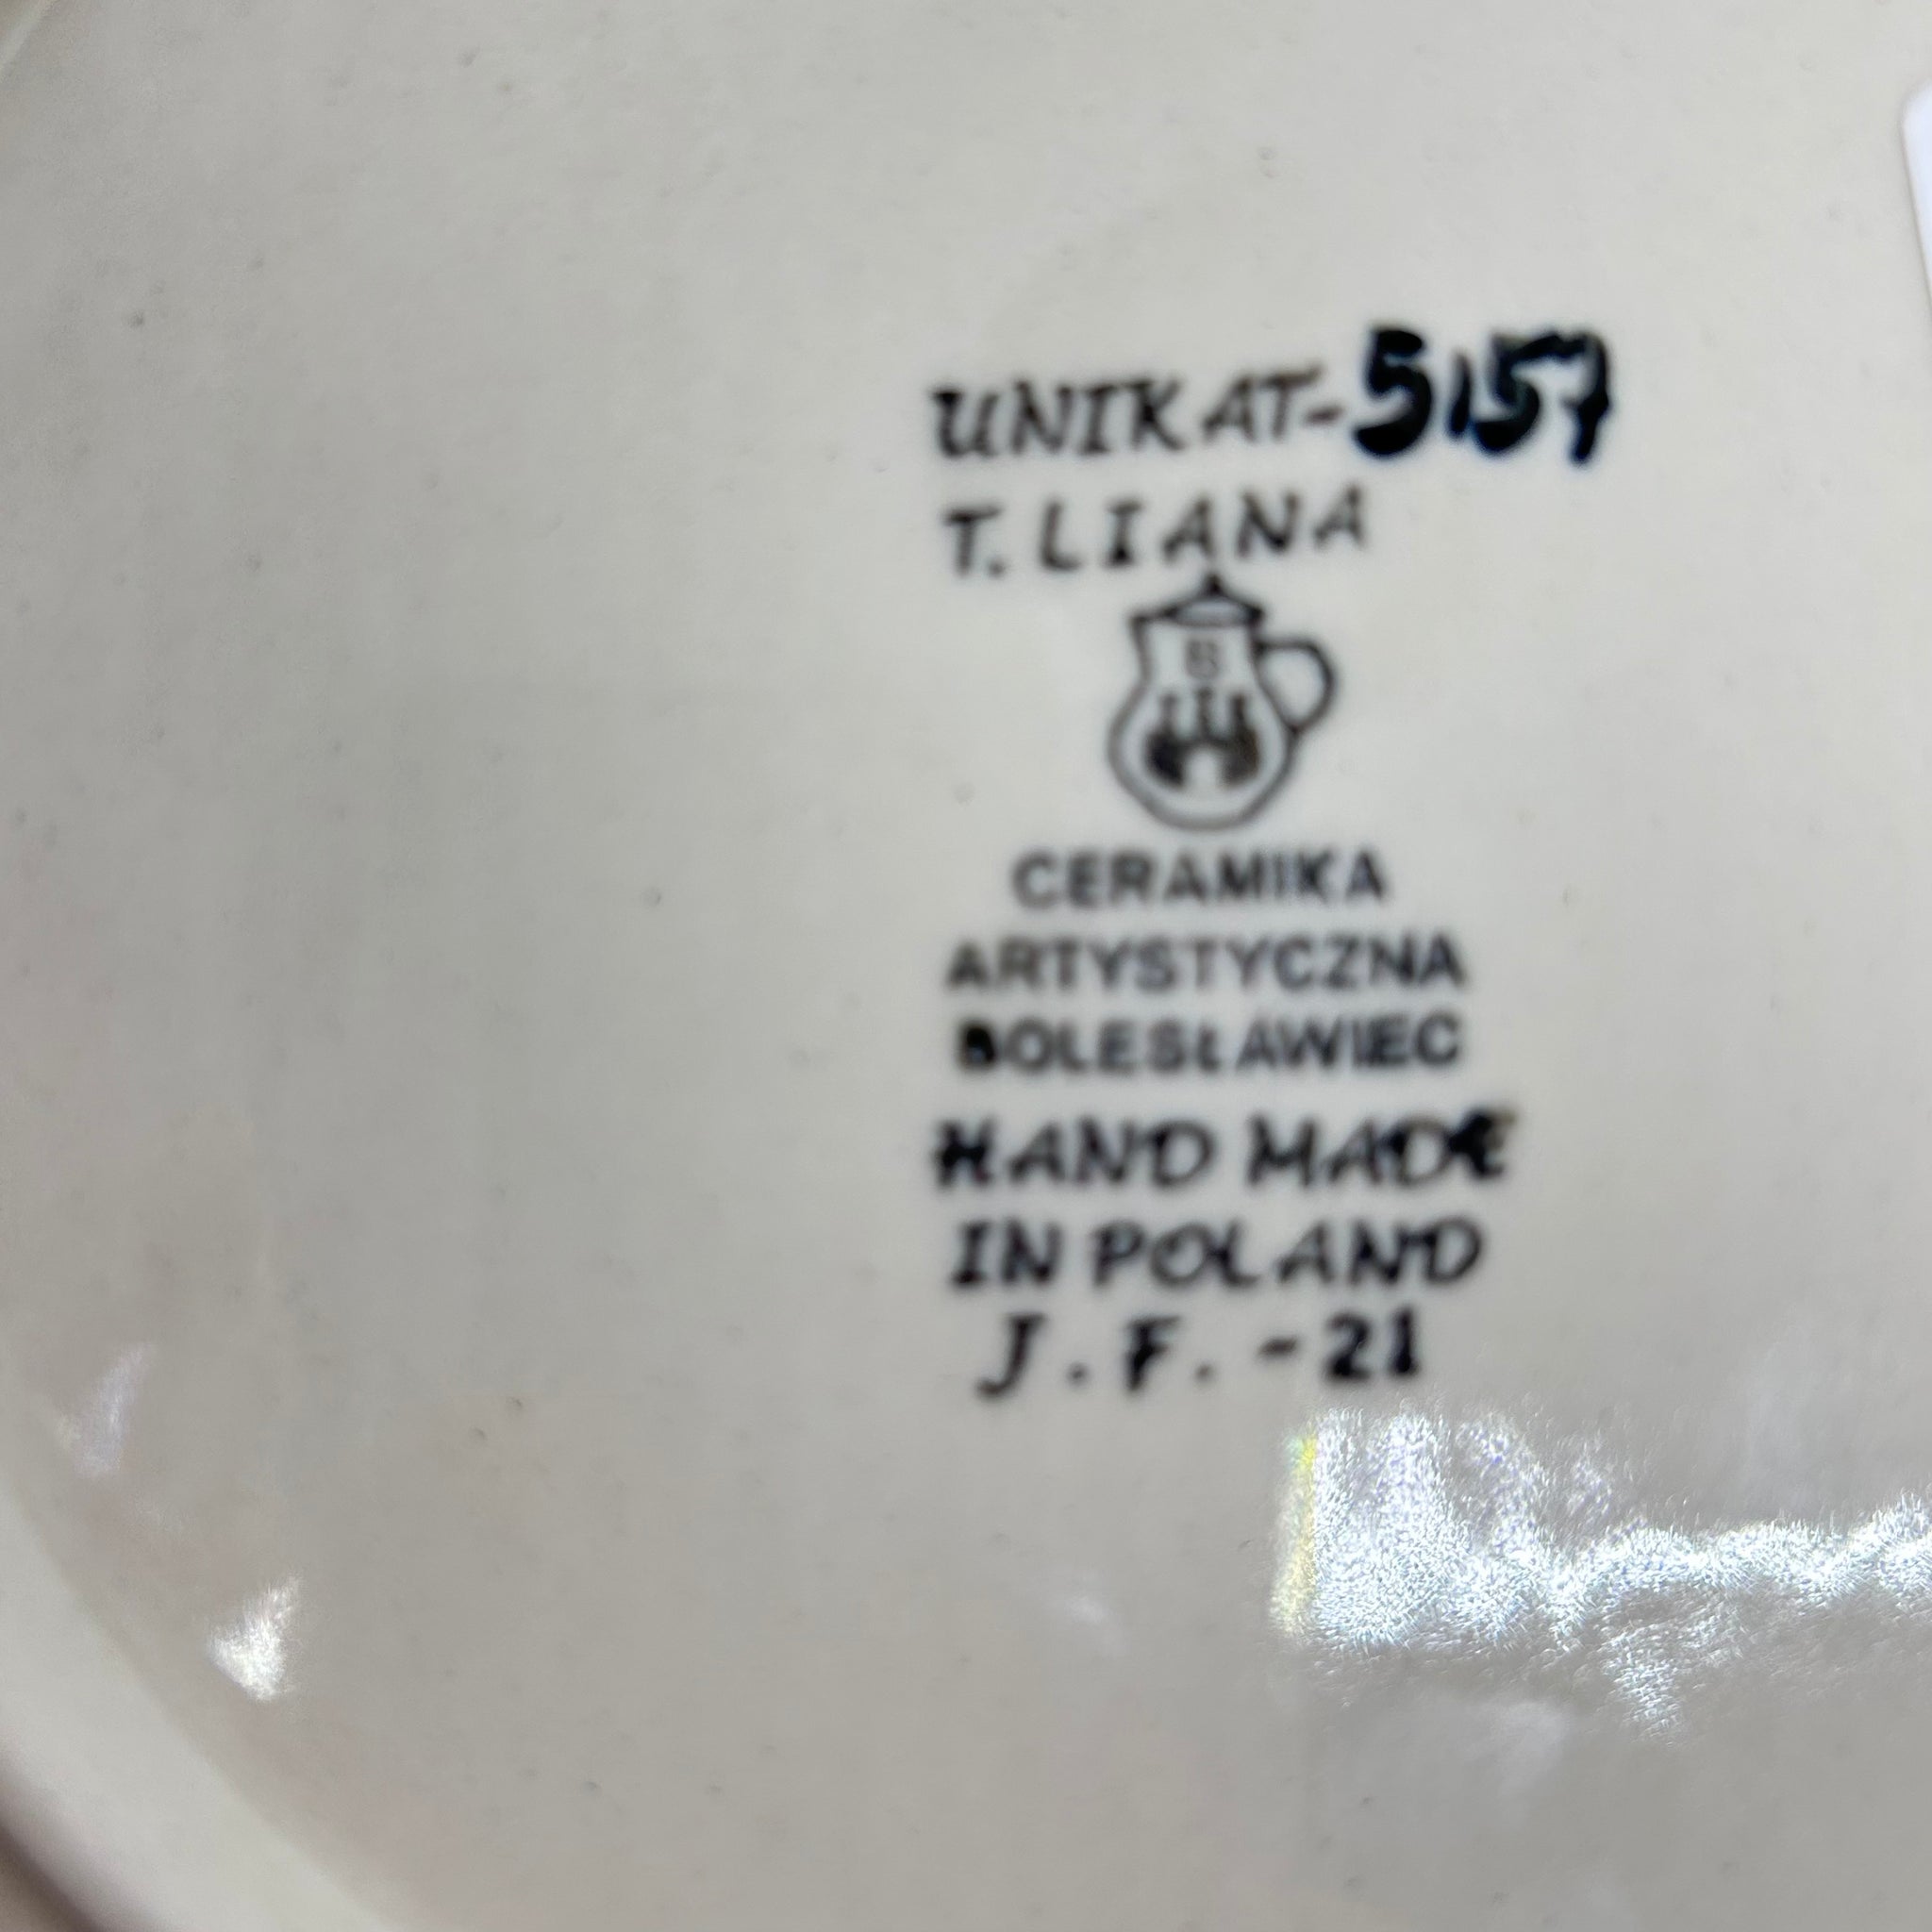 UNIKAT-5157
T. LIANA
B
CERAMIKA
ARTYSTYCZNA
BOLESŁAWIEC
HAND MADE
IN POLAND
J. F. -21